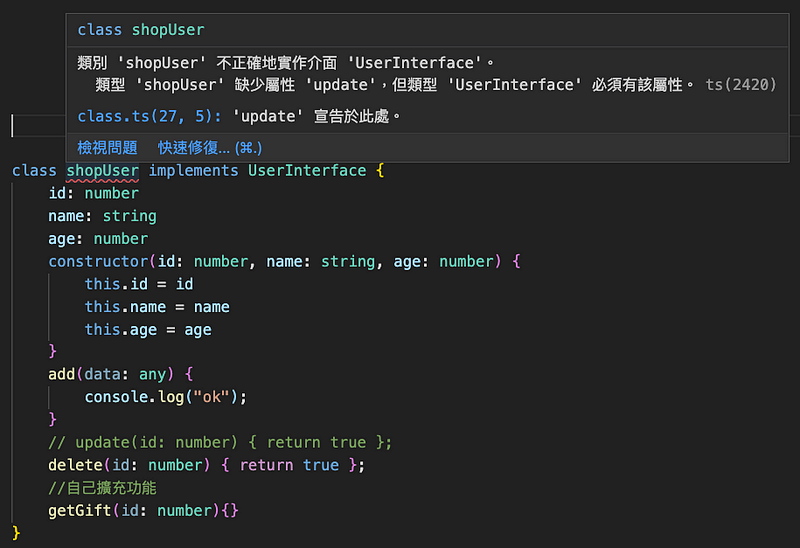 class shopUser
類別 'shopUser' 不正確地實作介面 'UserInterface'。
類型 'shopUser' 缺少屬性 'update'，但類型 'UserInterface' 必須有該屬性。 ts(2420)
class.ts(27, 5): 'update' 宣告於此處。
檢視問題 快速修復... (⌘.)
class shopUser implements UserInterface {
id: number
name: string
age: number
constructor(id: number, name: string, age: number) {
this.id = id
this.name = name
this.age = age
}
add(data: any) {
console.log("ok");
}
// update(id: number) { return true };
delete(id: number) { return true };
//自己擴充功能
getGift(id: number){}
}